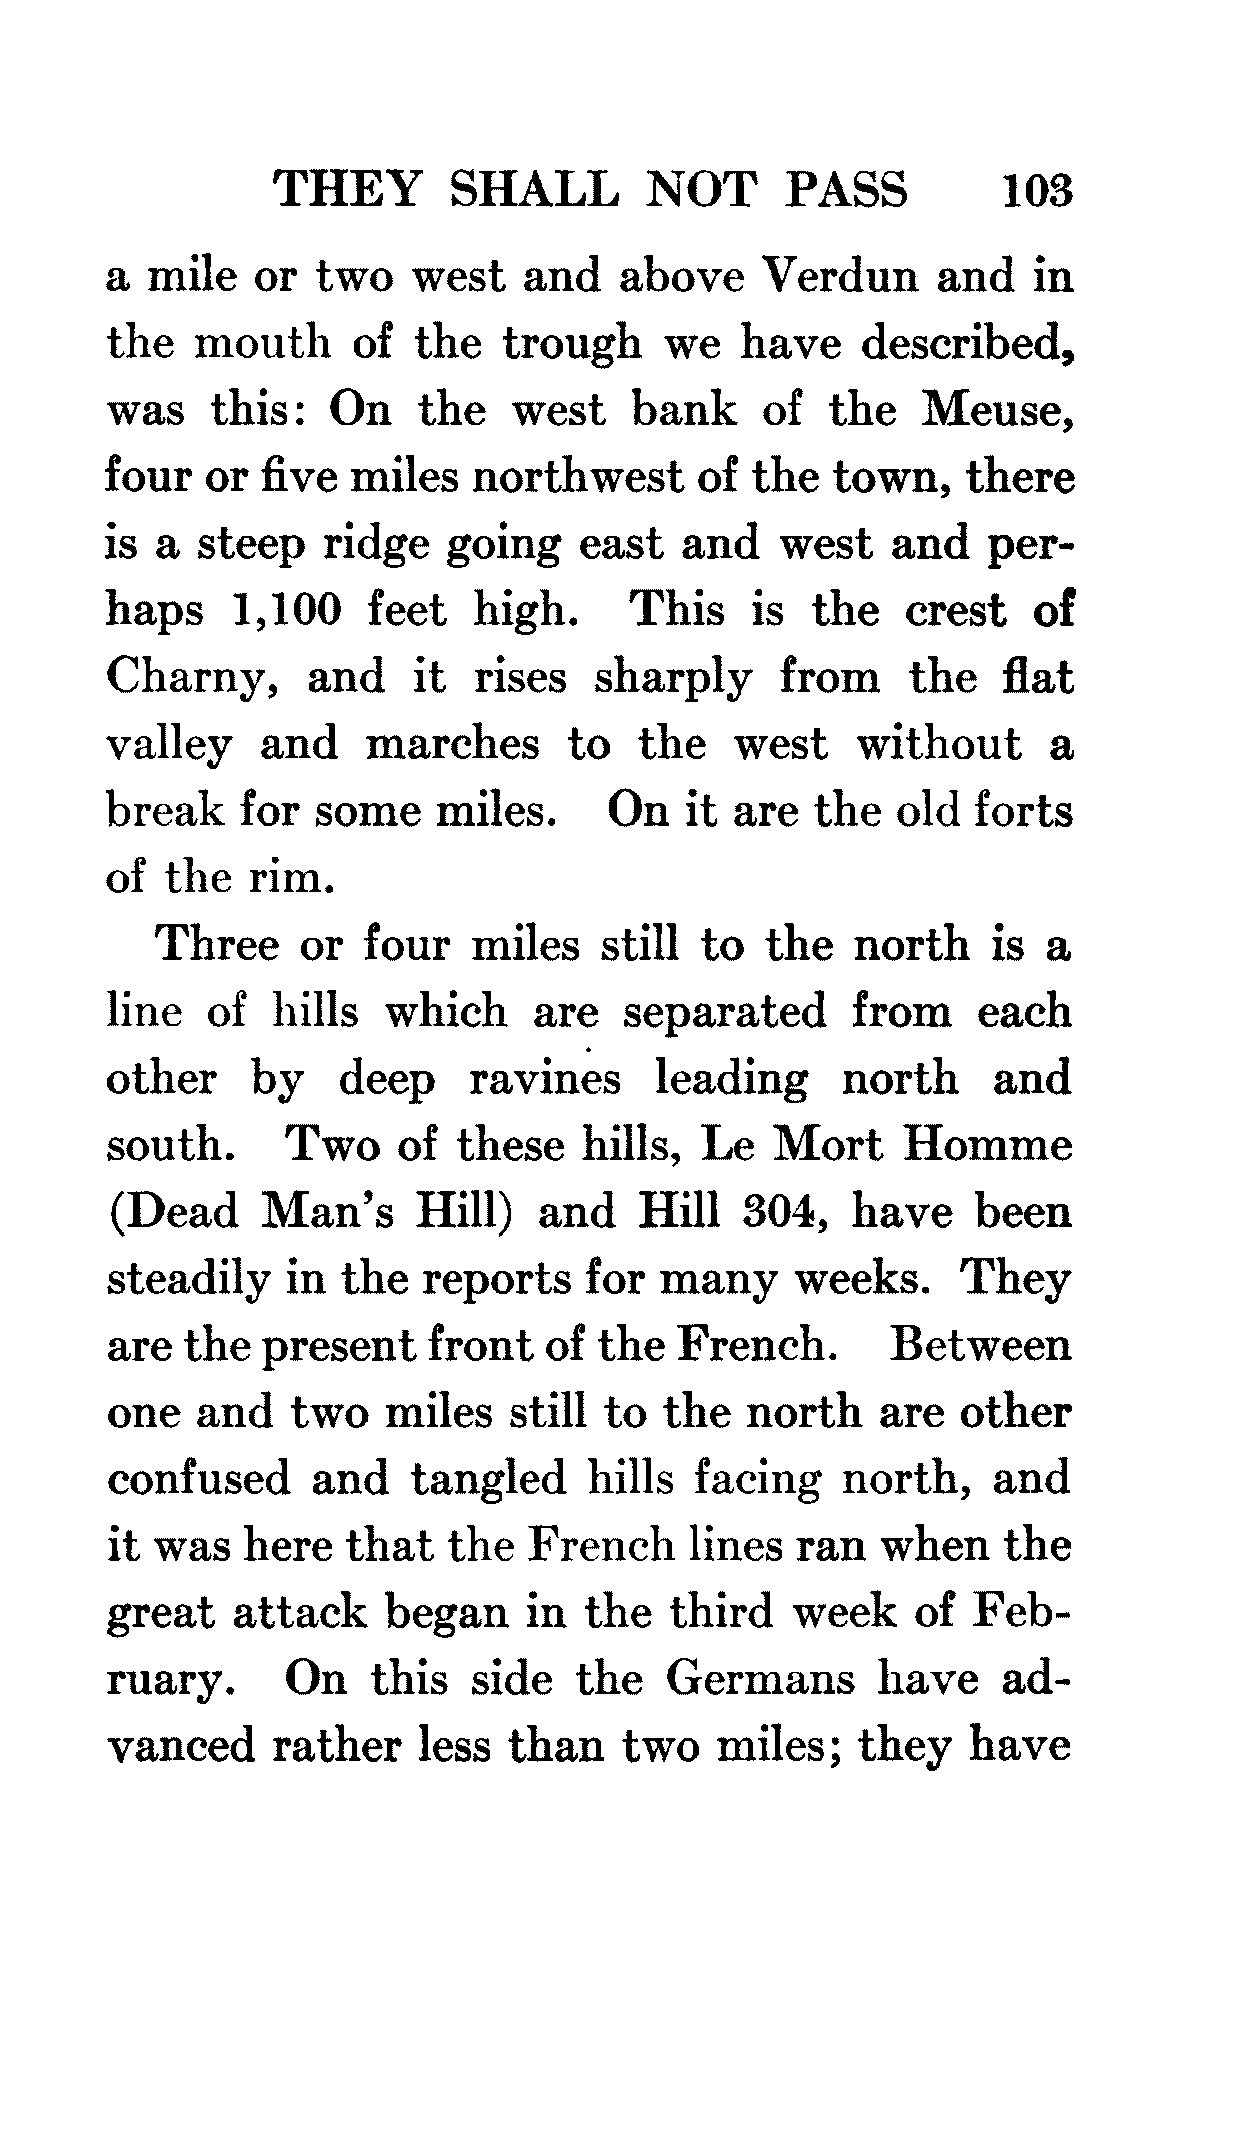 THEY SHALL NOT PASS 103
a mile or two west and above Verdun and in
the mouth of the trough we have described,
was this: On the west bank of the Meuse,
four or five miles northwest of the town, there
is a steep ridge going east and west and per-
haps 1,100 feet high. This is the crest of
Charny, and it rises sharply from the flat
valley and marches to the west without a
break for some miles. On it are the old forts
of the rim.
Three or four miles still to the north is a
line of hills which are separated from each
other by deep ravines leading north and
south. Two of these hills, Le Mort Homme
(Dead Man's Hill) and Hill 304, have been
steadily in the reports for many weeks. They
are the present front of the French. Between
one and two miles still to the north are other
confused and tangled hills facing north, and
it was here that the French lines ran when the
great attack began in the third week of Feb-
ruary. On this side the Germans have ad-
vanced rather less than two miles; they have